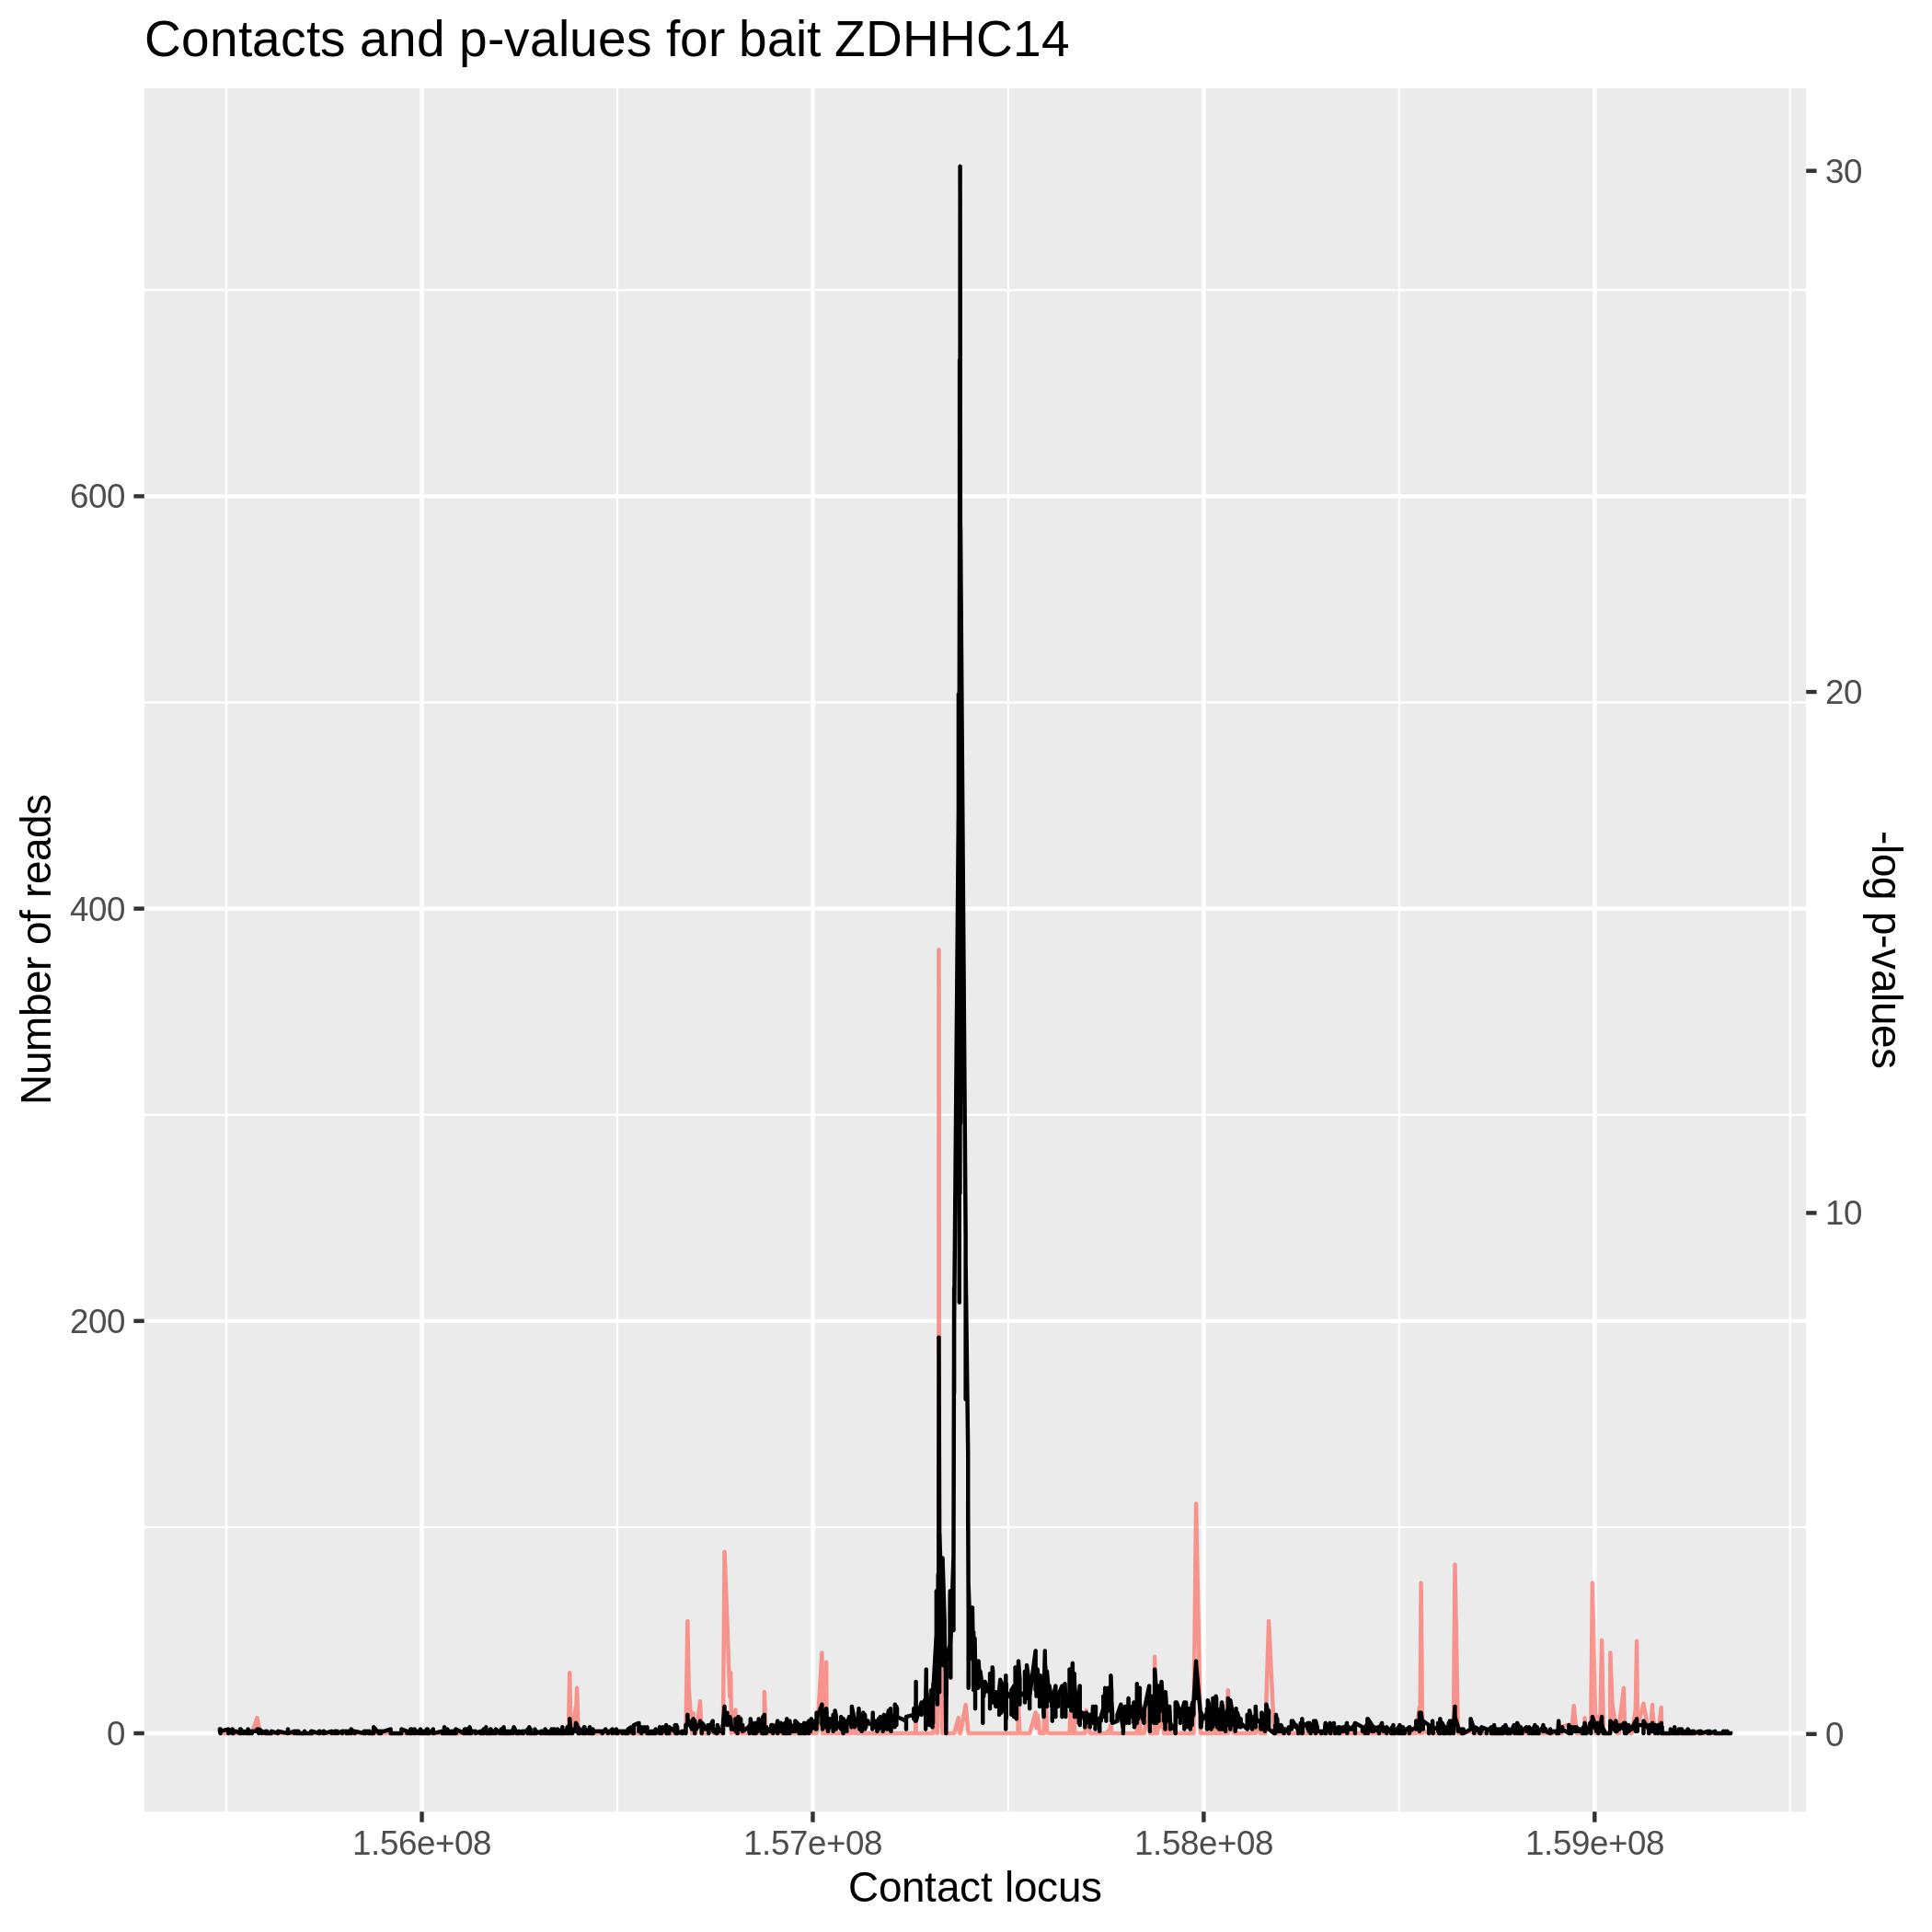 Contacts and p-values for bait ZDHHC14
Number of reads
600
400
200
0
30
20
10
0
-log p-values
1.56e+08
1.57e+08
1.58e+08
1.59e+08
Contact locus